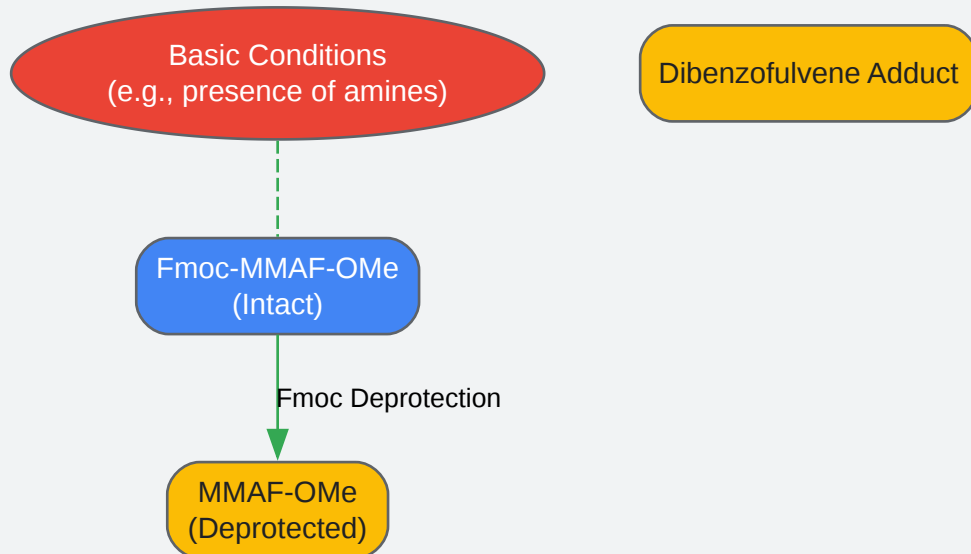 Basic Conditions
(e.g., presence of amines)
Dibenzofulvene Adduct
Fmoc-MMAF-OMe
(Intact)
Fmoc Deprotection
MMAF-OMe
(Deprotected)